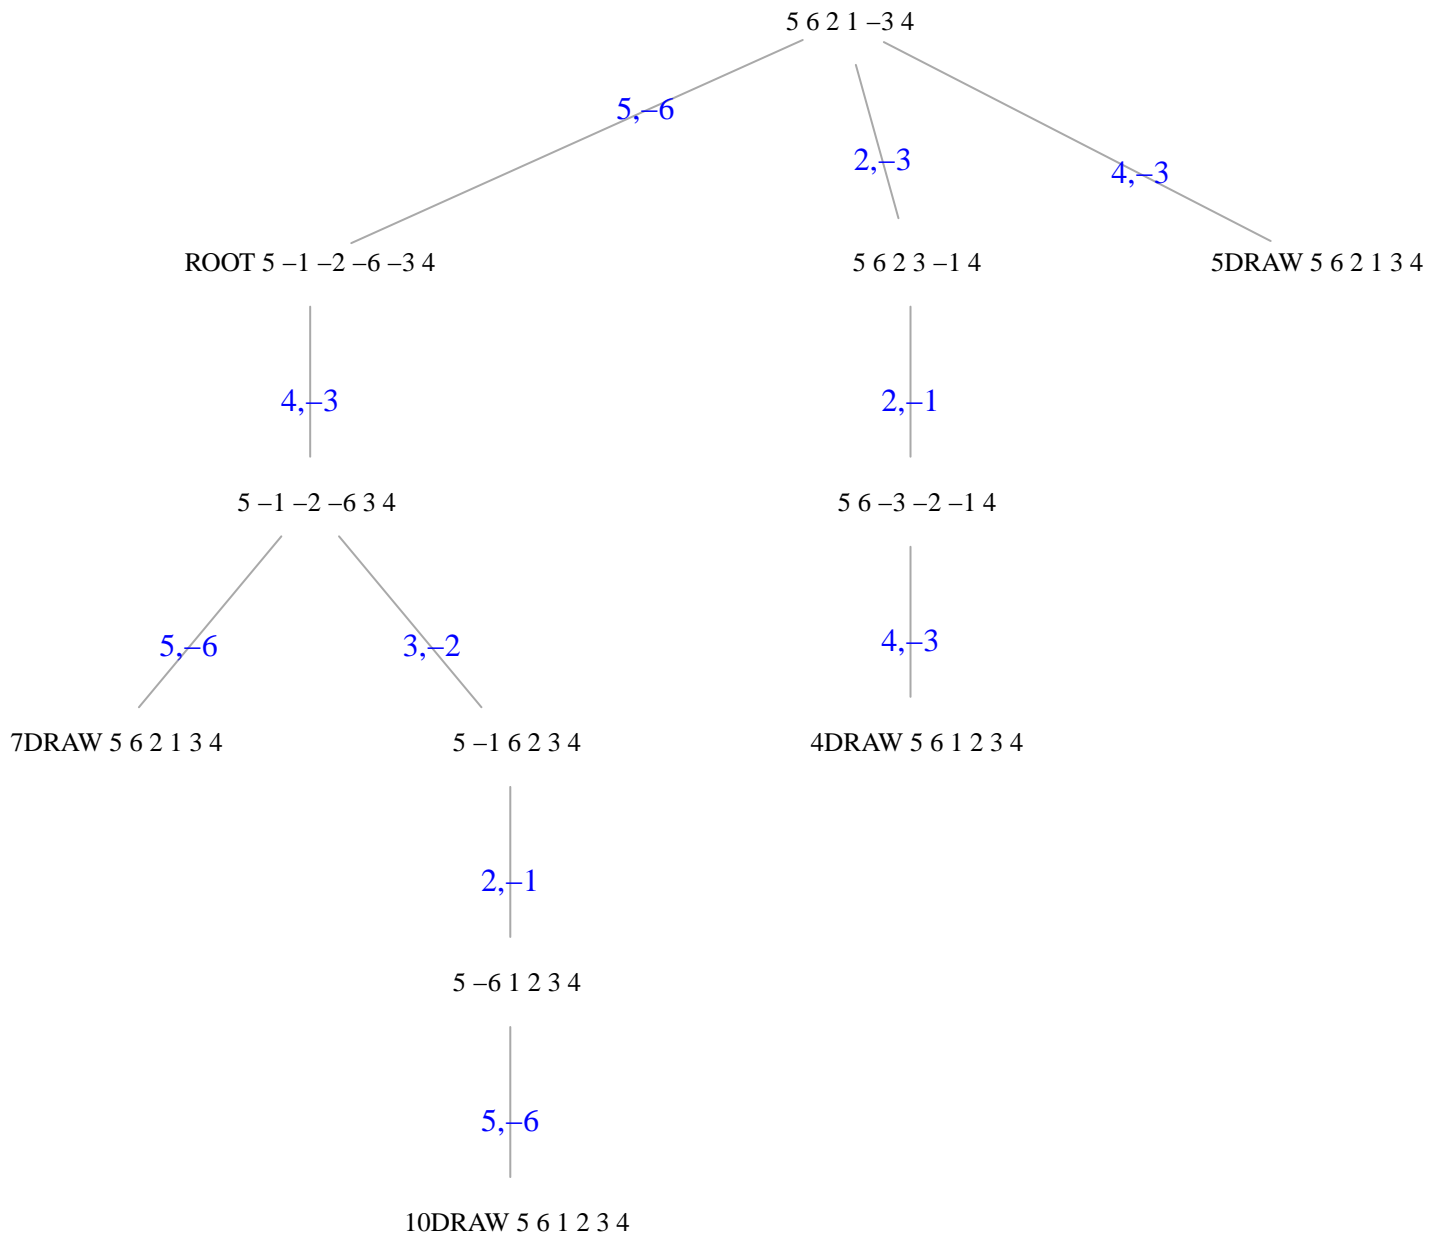 5 6 2 1 –3 4
5,–6
2,–3
4,–3
ROOT 5 –1 –2 –6 –3 4
5 6 2 3 –1 4
5DRAW 5 6 2 1 3 4
4,–3
2,–1
5 –1 –2 –6 3 4
5 6 –3 –2 –1 4
5,–6
3,–2
4,–3
7DRAW 5 6 2 1 3 4
5 –1 6 2 3 4
4DRAW 5 6 1 2 3 4
2,–1
5 –6 1 2 3 4
5,–6
10DRAW 5 6 1 2 3 4